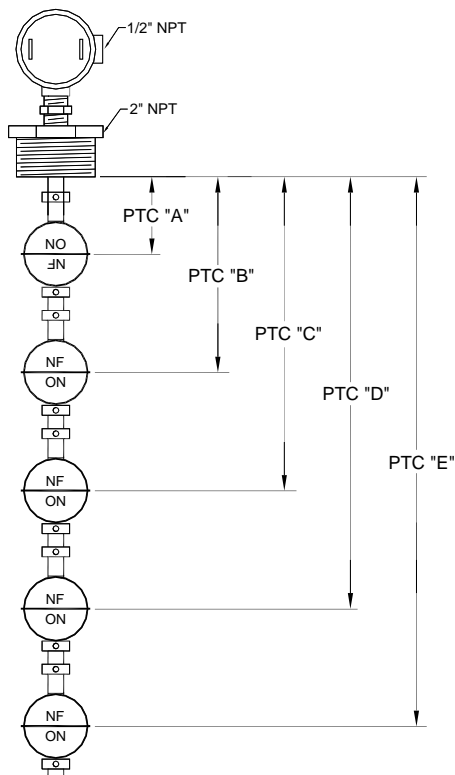 1/2" NPT
2" NPT
PTC "A"
ON
NF
PTC "B"
PTC "C"
NF
ON
PTC "D"
PTC "E"
NF
ON
NF
ON
NF
ON